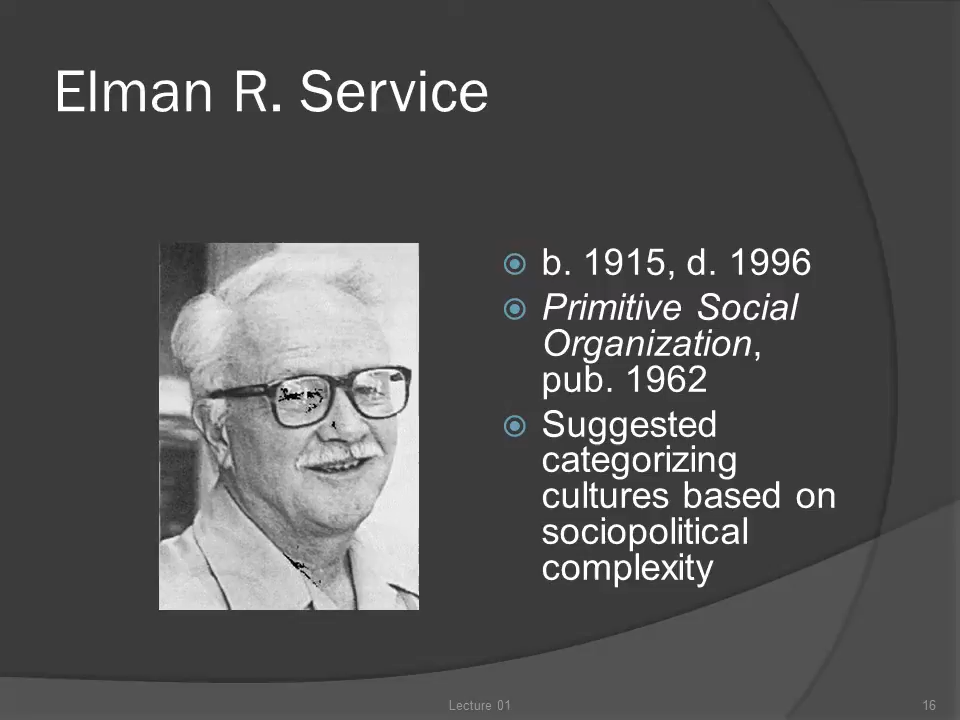 Elman R. Service
b. 1915, d. 1996
Primitive Social
Organization,
pub. 1962
Suggested
categorizing
cultures based on
sociopolitical
complexity
Lecture 01
16